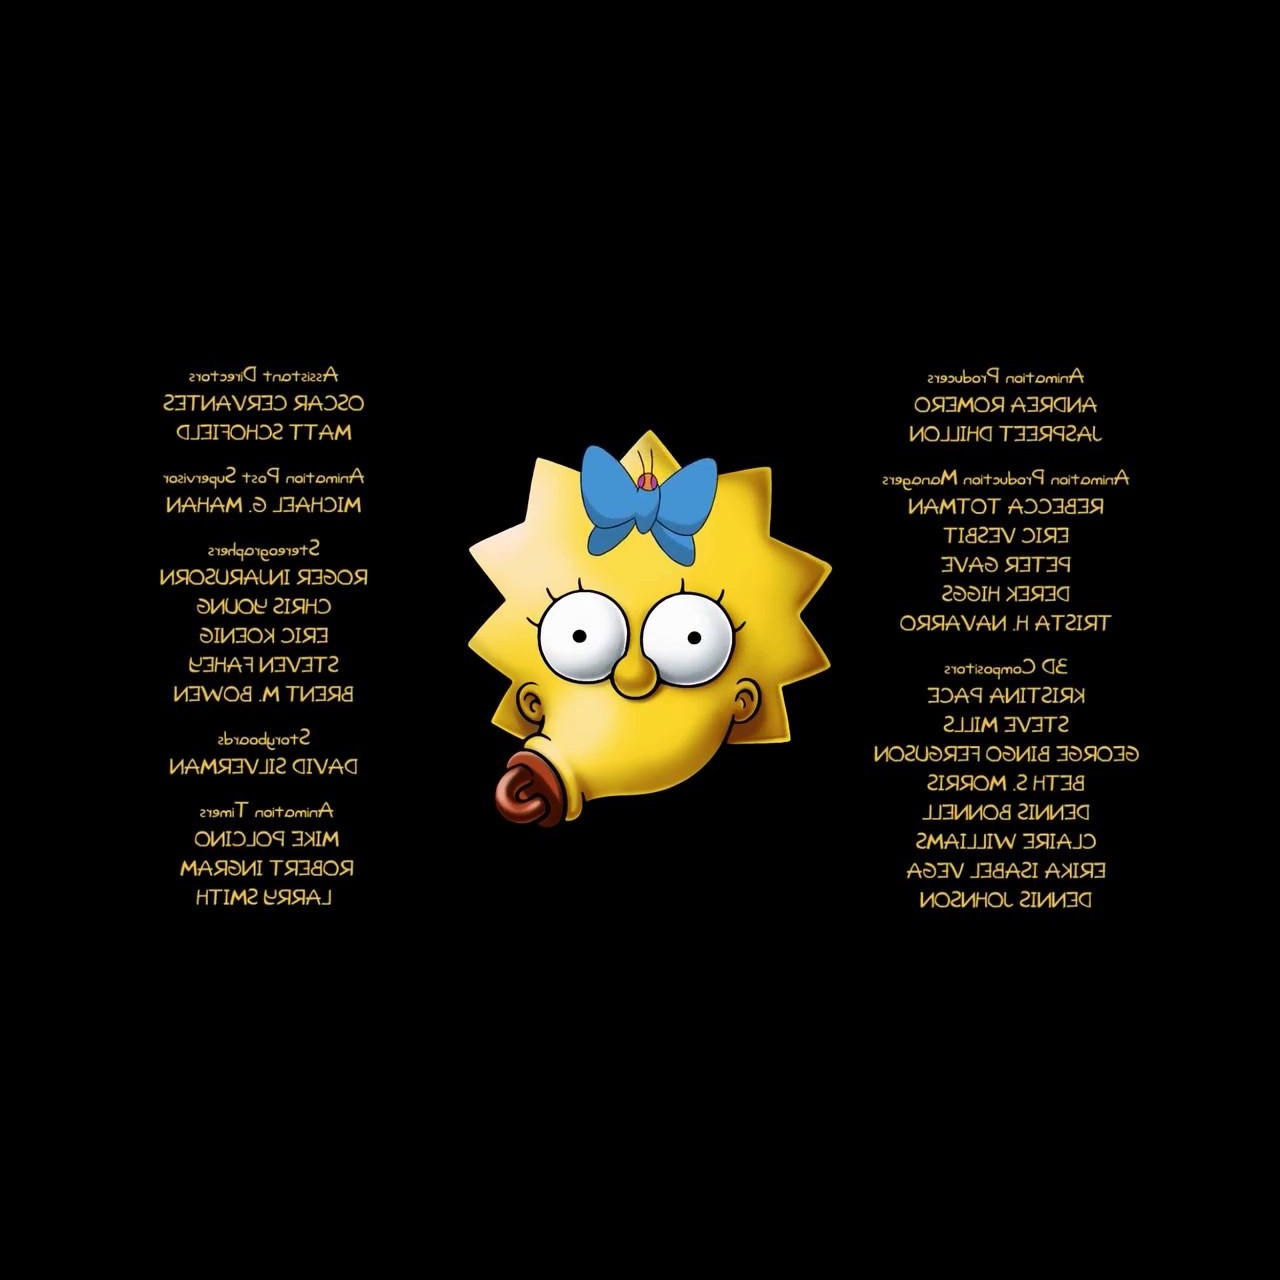 Assistant Directors
OSCAR CERVANTES
MATT SCHOFIELD
Animation Post Supervisor
MICHAEL G. MAHAN
Stereographers
ROGER INJARUSORN
CHRIS YOUNG
ERIC KOENIG
STEVEN FAHEY
BRENT M. BOWEN
Storyboards
DAVID SILVERMAN
Animation Timers
MIKE POLCINO
ROBERT INGRAM
LARRY SMITH
Animation Producers
ANDREA ROMERO
JASPREET DHILLON
Animation Production Managers
REBECCA TOTMAN
ERIC VESBIT
PETER GAVE
DEREK HIGGS
TRISTA H. NAVARRO
3D Compositors
KRISTINA PACE
STEVE MILLS
GEORGE BINGO FERGUSON
BETH S. MORRIS
DENNIS BONNELL
CLAIRE WILLIAMS
ERIKA ISABEL VEGA
DENNIS JOHNSON